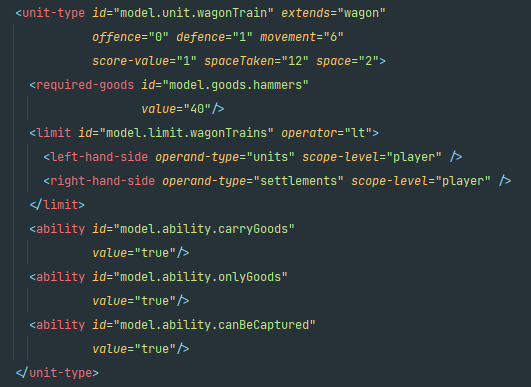 <unit-type id="model.unit.wagonTrain" extends="wagon"
offence="0" defence="1" movement="6"
score-value="1" spaceTaken="12" space="2">
<required-goods id="model.goods.hammers"
value="40"/>
<limit id="model.limit.wagonTrains" operator="lt">
<left-hand-side operand-type="units" scope-level="player" />
<right-hand-side operand-type="settlements" scope-level="player" />
</limit>
<ability id="model.ability.carryGoods"
value="true"/>
<ability id="model.ability.onlyGoods"
value="true"/>
<ability id="model.ability.canBeCaptured"
value="true"/>
</unit-type>